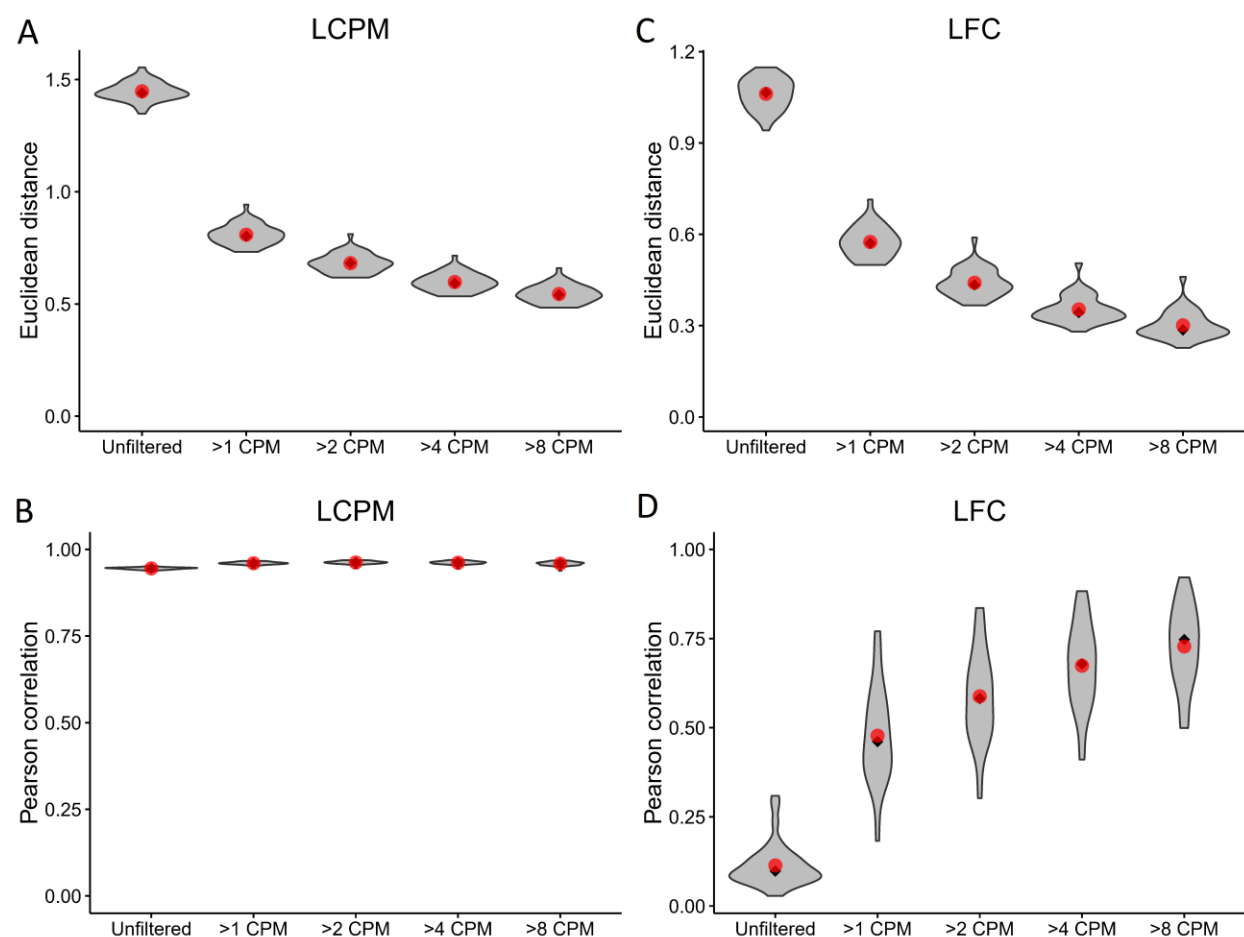 A
LCPM
Euclidean distance
1.5
1.0
0.5
0.0
Unfiltered >1 CPM >2 CPM >4 CPM >8 CPM
C
LFC
Euclidean distance
1.2
0.9
0.6
0.3
0.0
Unfiltered >1 CPM >2 CPM >4 CPM >8 CPM
B
LCPM
Pearson correlation
1.00
0.75
0.50
0.25
0.00
Unfiltered >1 CPM >2 CPM >4 CPM >8 CPM
D
LFC
Pearson correlation
1.00
0.75
0.50
0.25
0.00
Unfiltered >1 CPM >2 CPM >4 CPM >8 CPM